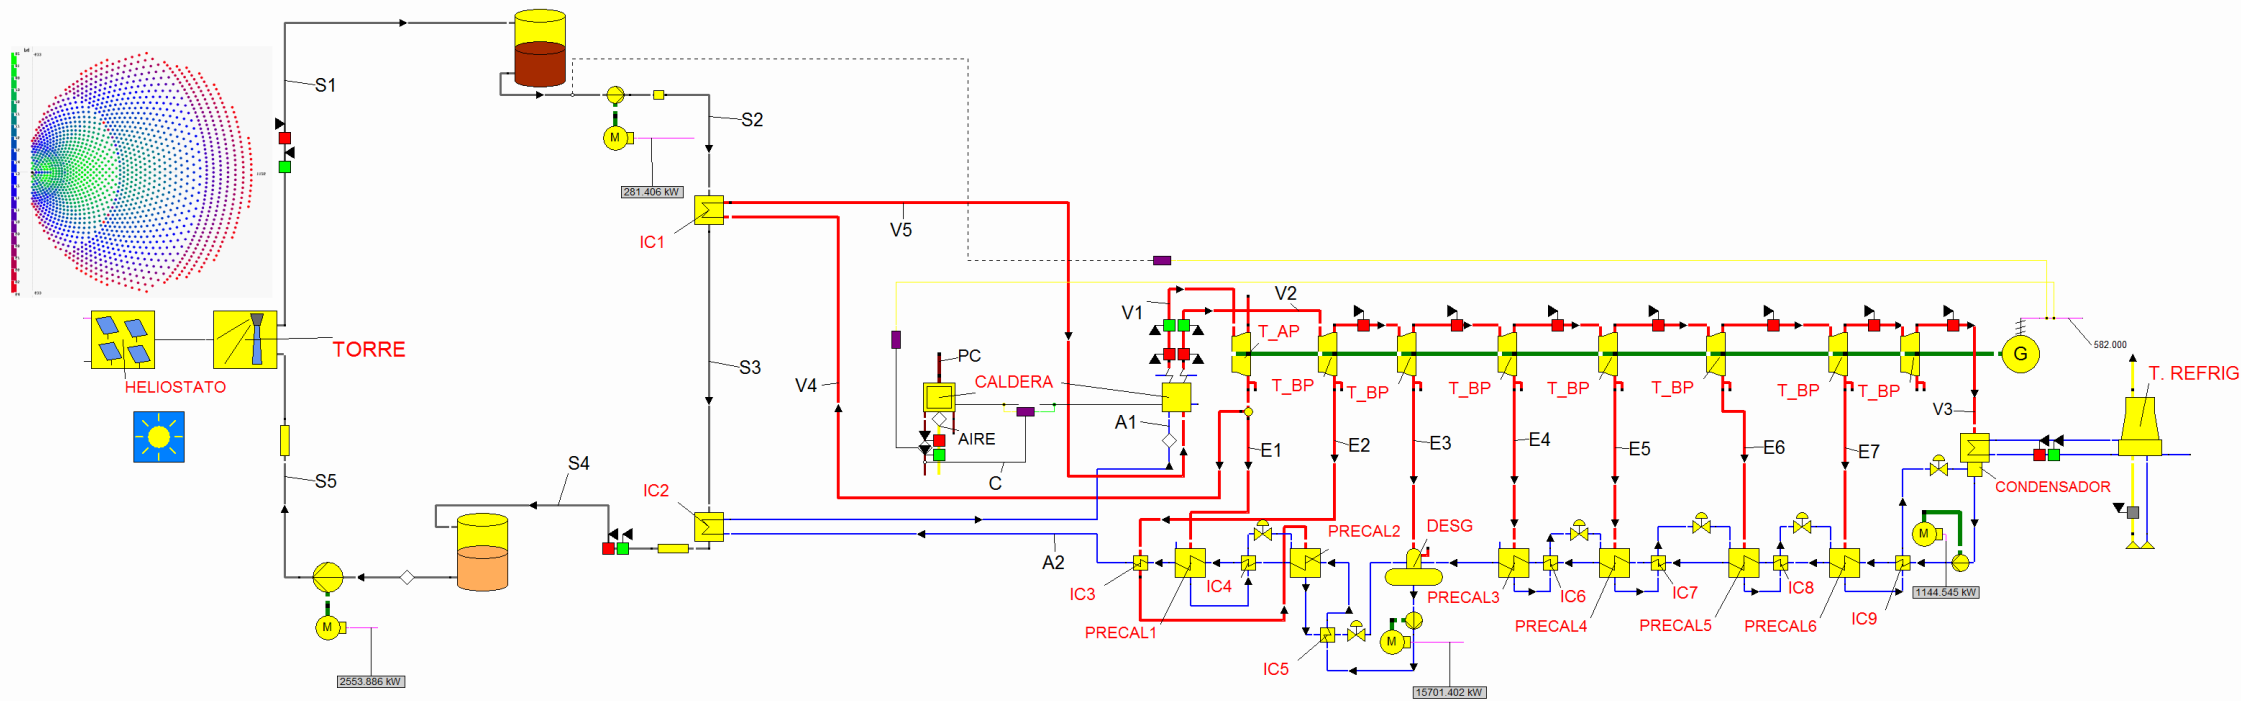 S1
S2
M
281.406 kW
IC1
V5
V1
V2
T_AP
TORRE
HELIOSTATO
S3
V4
PC
CALDERA
AIRE
C
A1
T_BP
T_BP
T_BP
T_BP
T_BP
T_BP
G
582.000
T. REFRIG
V3
E1
E2
E3
E4
E5
E6
E7
CONDENSADOR
S4
S5
IC2
A2
M
2553.886 kW
IC3
PRECAL1
IC4
PRECAL2
DESG
IC5
M
15701.402 kW
PRECAL3
IC6
PRECAL4
IC7
PRECAL5
IC8
PRECAL6
IC9
M
1144.545 kW